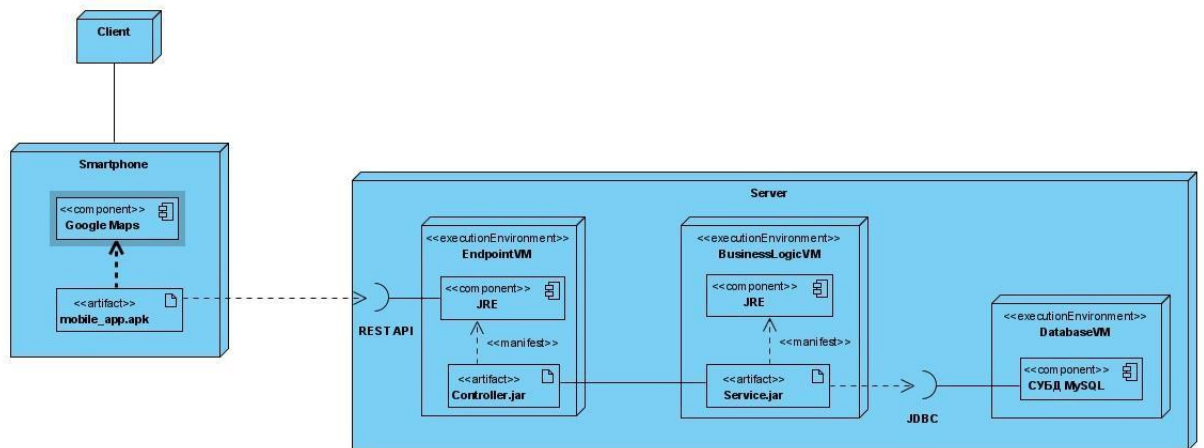 Client
Smartphone
<<component>>
Google Maps
<<artifact>>
mobile_app.apk
Server
REST API
<<executionEnvironment>>
EndpointVM
<<component>>
JRE
<<manifest>>
<<artifact>>
Controller.jar
<<executionEnvironment>>
BusinessLogicVM
<<component>>
JRE
<<manifest>>
<<artifact>>
Service.jar
JDBC
<<executionEnvironment>>
DatabaseVM
<<component>>
СУБД MySQL